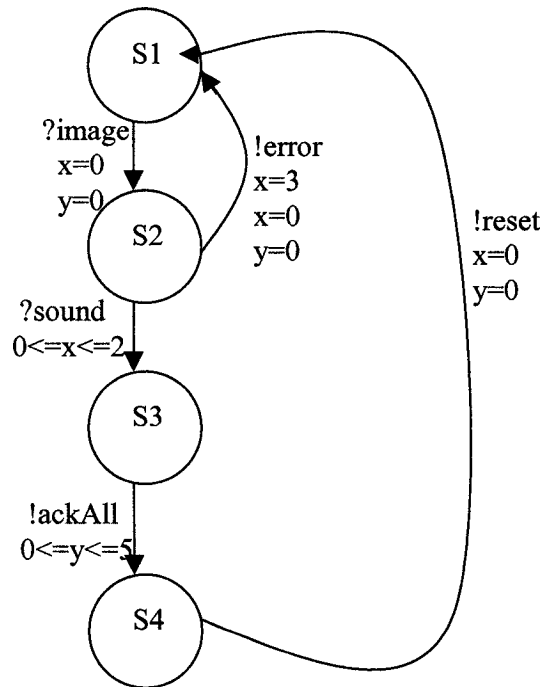 S1
?image
x=0
y=0
!error
x=3
x=0
y=0
!reset
x=0
y=0
S2
?sound
0<=x<=2
S3
!ackAll
0<=y<=5
S4